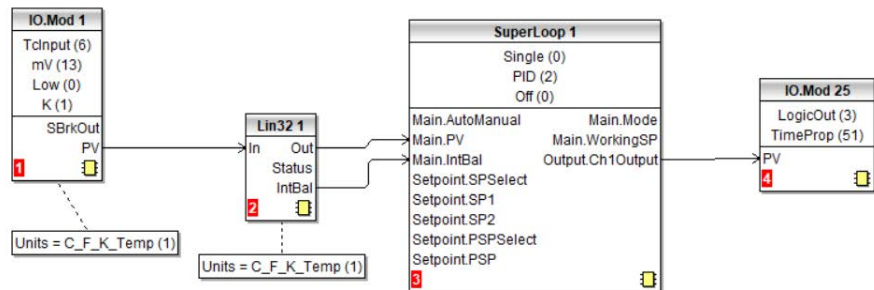 IO.Mod 1
TcInput (6)
mV (13)
Low (0)
K (1)
SBrkOut
PV
1
Units = C_F_K_Temp (1)
Lin32 1
In Out
Status
IntBal
2
Units = C_F_K_Temp (1)
SuperLoop 1
Single (0)
PID (2)
Off (0)
Main.AutoManual Main.Mode
Main.PV Main.WorkingSP
Main.IntBal Output.Ch1Output
Setpoint.SPSelect
Setpoint.SP1
Setpoint.SP2
Setpoint.PSPSelect
Setpoint.PSP
3
IO.Mod 25
LogicOut (3)
TimeProp (51)
PV
4